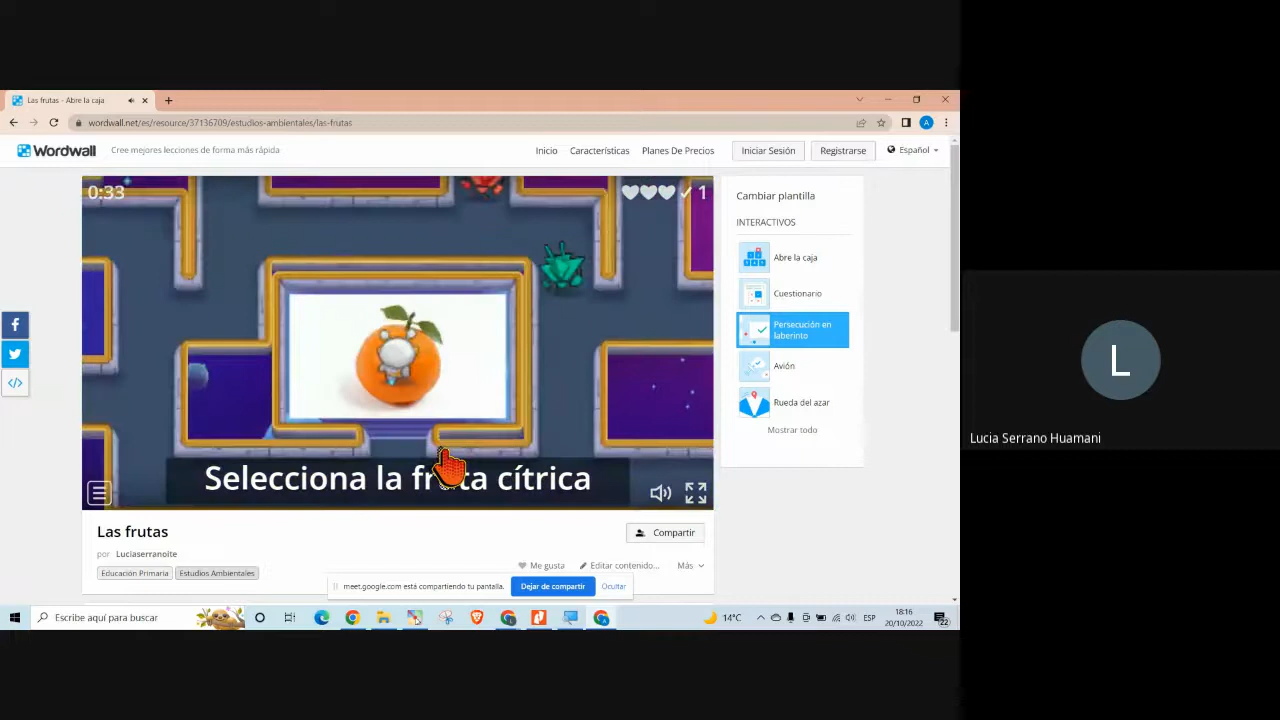 Las frutas - Abre la caja
wordwall.net/es/resource/37136709/estudios-ambientales/las-frutas
A
Wordwall
Cree mejores lecciones de forma más rápida
Inicio
Características
Planes De Precios
Iniciar Sesión
Registrarse
Español
0:33
1
Cambiar plantilla
INTERACTIVOS
Abre la caja
Cuestionario
Persecución en
laberinto
Avión
Rueda del azar
Mostrar todo
L
Lucia Serrano Huamani
Selecciona la fruta cítrica
Las frutas
Compartir
por Luciaserranoite
Me gusta
Editar contenido...
Más
Educación Primaria
Estudios Ambientales
meet.google.com está compartiendo tu pantalla.
Dejar de compartir
Ocultar
Escribe aquí para buscar
14°C
ESP
18:16
20/10/2022
22